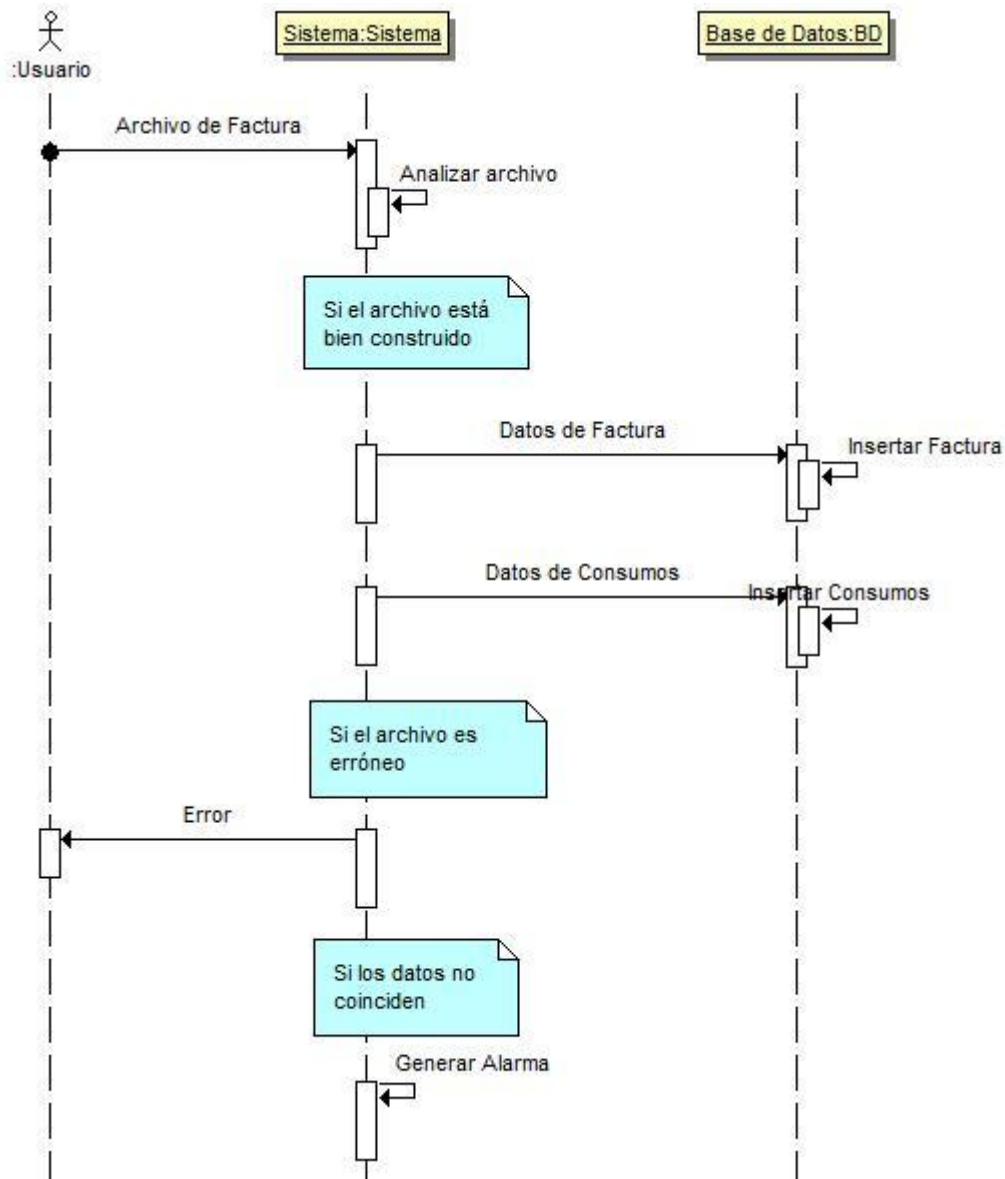 :Usuario
Sistema:Sistema
Base de Datos:BD
Archivo de Factura
Analizar archivo
Si el archivo está
bien construido
Datos de Factura
Insertar Factura
Datos de Consumos
Insertar Consumos
Si el archivo es
erróneo
Error
Si los datos no
coinciden
Generar Alarma